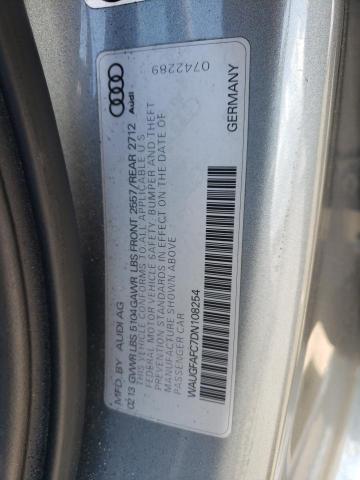 Audi
0742289
MFD. BY AUDI AG
02 13 GVWR LBS 5104 GAWR LBS FRONT 2557/REAR 2712
THIS VEHICLE CONFORMS TO ALL APPLICABLE U S
FEDERAL MOTOR VEHICLE SAFETY, BUMPER AND THEFT
PREVENTION STANDARDS IN EFFECT ON THE DATE OF
MANUFACTURE SHOWN ABOVE
PASSENGER CAR
WAUGFAFC7DN108254
GERMANY